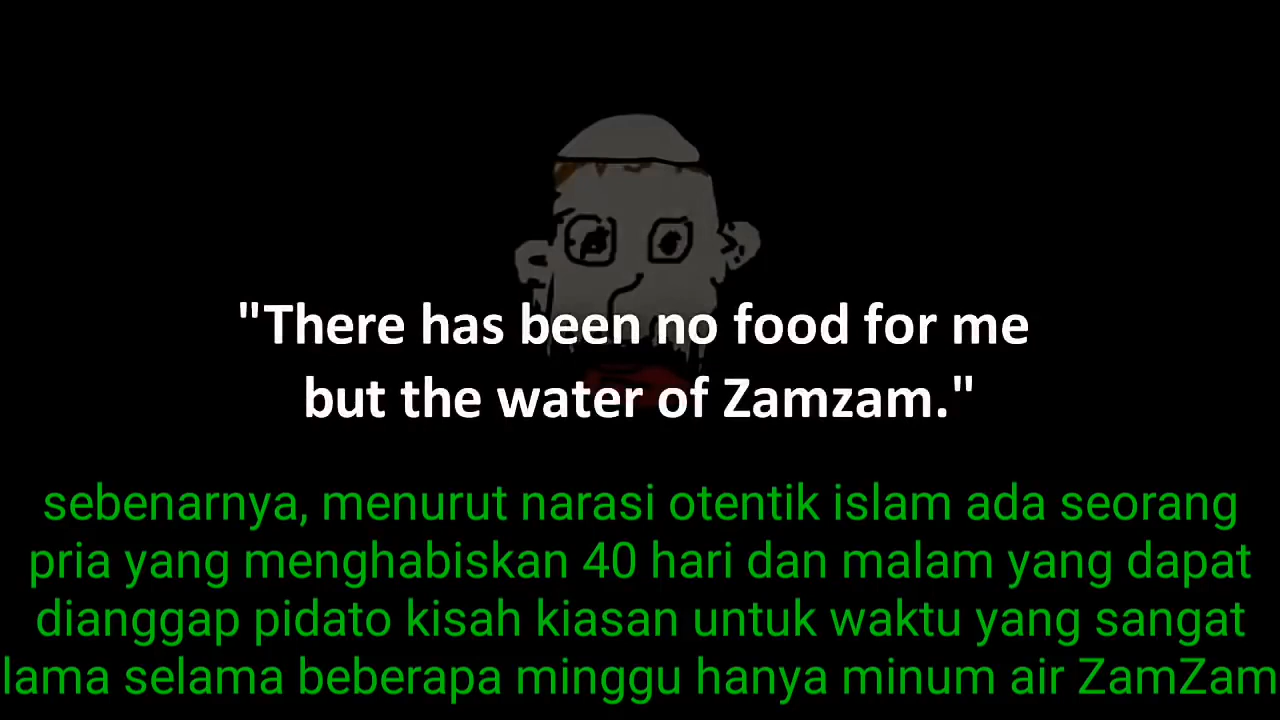 "There has been no food for me
but the water of Zamzam."
sebenarnya, menurut narasi otentik islam ada seorang
pria yang menghabiskan 40 hari dan malam yang dapat
dianggap pidato kisah kiasan untuk waktu yang sangat
lama selama beberapa minggu hanya minum air ZamZam